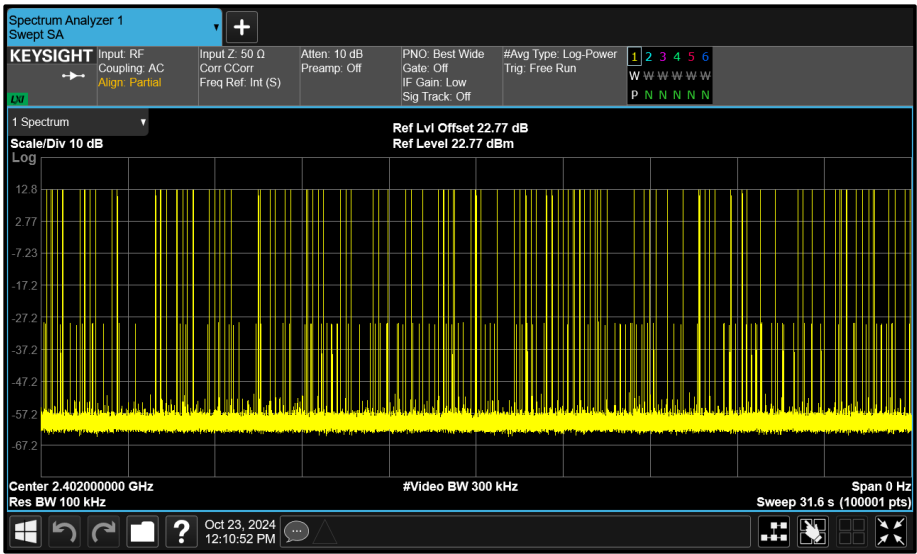 Spectrum Analyzer 1
Swept SA
+
KEYSIGHT Input: RF
Coupling: AC
Align: Partial
LXI
Input Z: 50 Ω
Corr CCorr
Freq Ref: Int (S)
Atten: 10 dB
Preamp: Off
PNO: Best Wide
Gate: Off
IF Gain: Low
Sig Track: Off
#Avg Type: Log-Power
Trig: Free Run
1 2 3 4 5 6
W W W W W W
P N N N N N
1 Spectrum
Scale/Div 10 dB
Ref Lvl Offset 22.77 dB
Ref Level 22.77 dBm
Log
12.8
2.77
-7.23
-17.2
-27.2
-37.2
-47.2
-57.2
-67.2
Center 2.402000000 GHz
#Video BW 300 kHz
Span 0 Hz
Res BW 100 kHz
Sweep 31.6 s (100001 pts)
?
Oct 23, 2024
12:10:52 PM